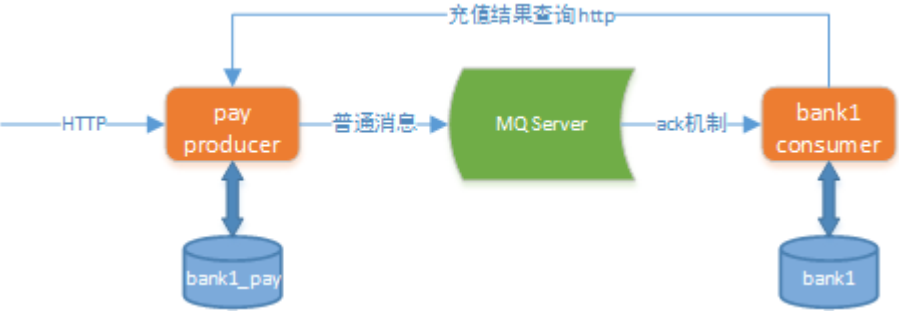 充值结果查询http
HTTP
pay
producer
普通消息
MQ Server
ack机制
bank1
consumer
bank1_pay
bank1